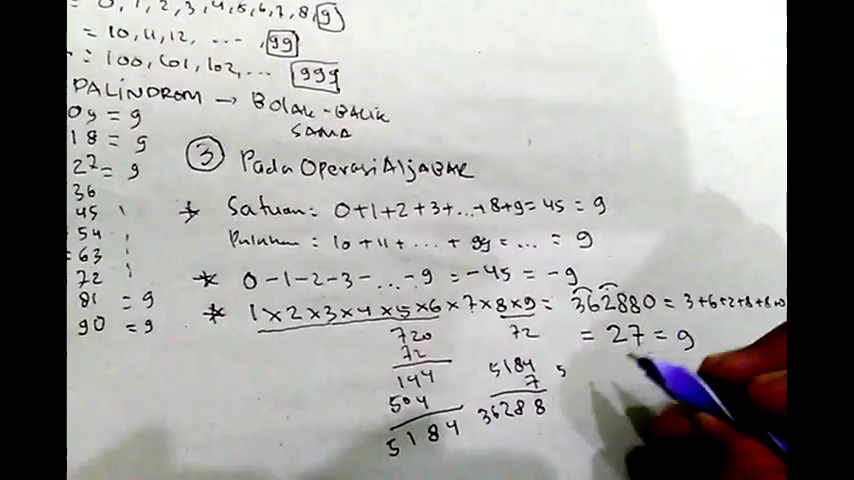 = 0, 1, 2, 3, 4, 5, 6, 7, 8, 9
= 10, 11, 12, ... , 99
= 100, 101, 102, ... 999
PALINDROM → BOLAK-BALIK
SAMA
09 = 9
18 = 9
27 = 9
36
45
54
63
72
81 = 9
90 = 9
3 Pada Operasi AljABAR
* Satuan = 0+1+2+3+...+8+9 = 45 = 9
Puluhan = 10+11+ ... + 99 = ... = 9
* 0-1-2-3-...-9 = -45 = -9
* 1×2×3×4×5×6×7×8×9 = 362880 = 3+6+2+8+8+0
= 27 = 9
720
72
144
504
5184
72
5184
7
36288
5